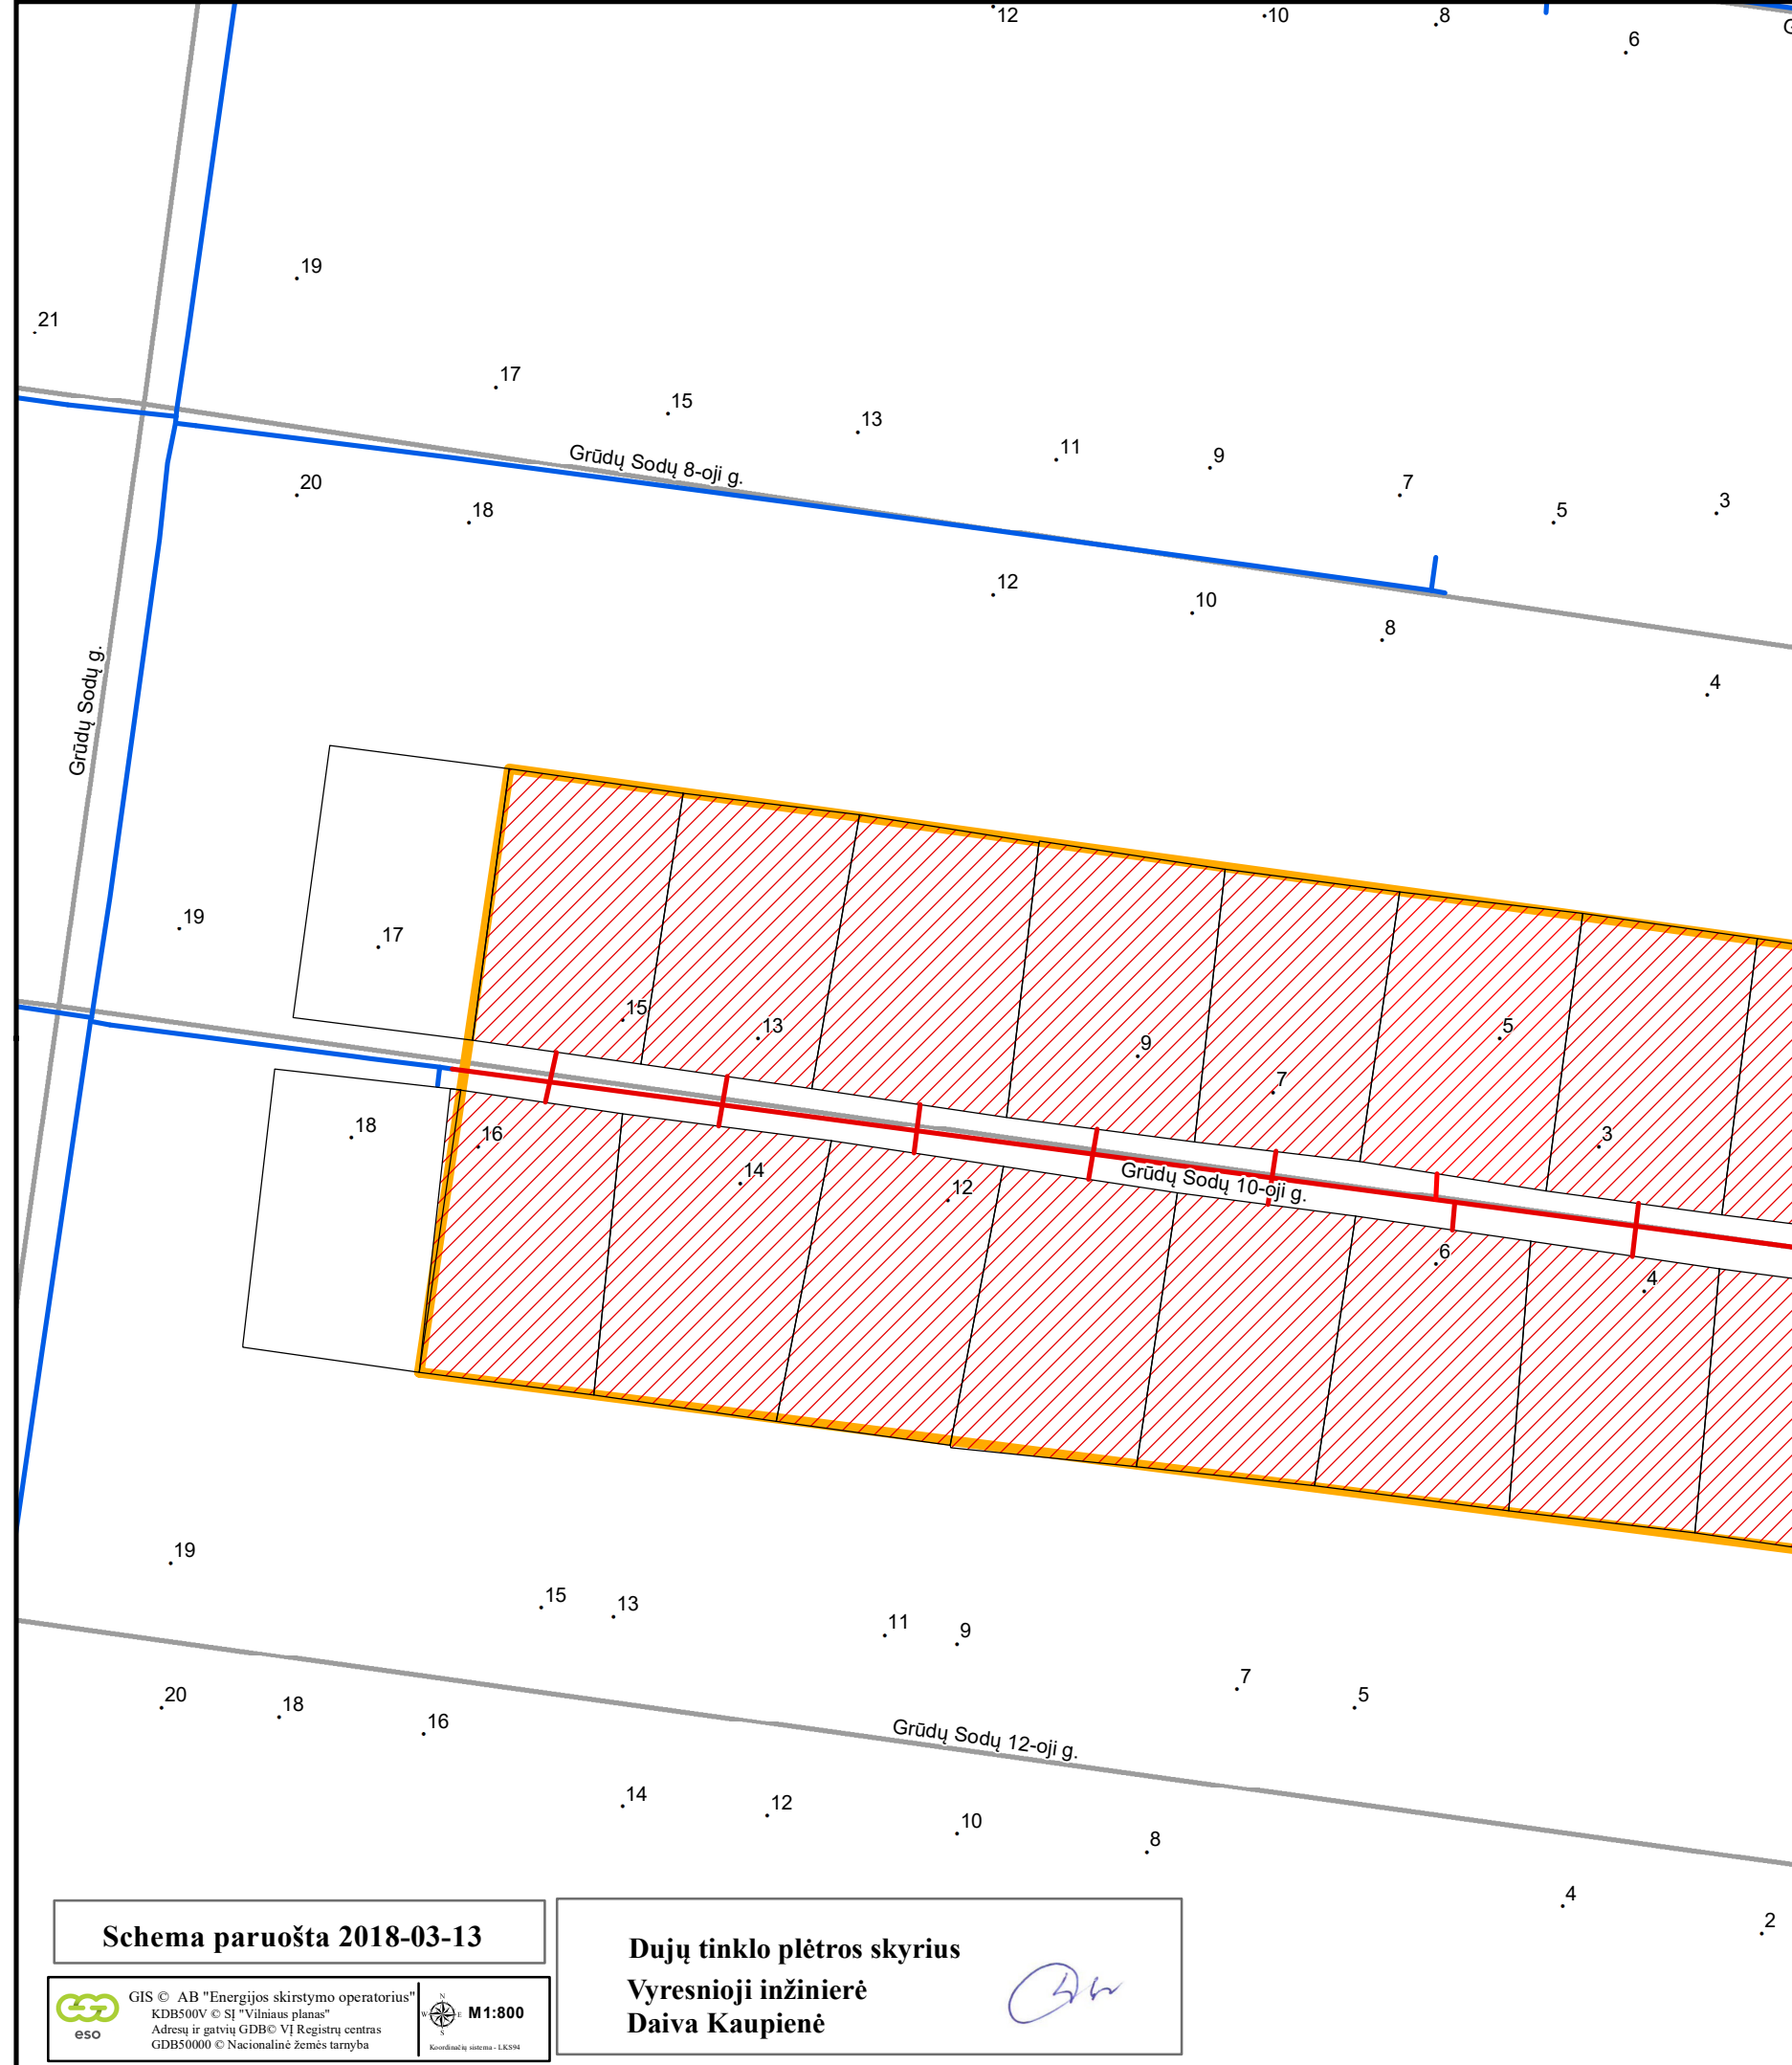 12
10
8
6
19
21
17
15
13
11
9
7
5
3
Grūdų Sodų 8-oji g.
20
18
12
10
8
4
Grūdų Sodų g.
19
17
15
13
9
7
5
3
18
16
14
12
Grūdų Sodų 10-oji g.
6
4
19
15
13
11
9
7
5
20
18
16
Grūdų Sodų 12-oji g.
14
12
10
8
4
2
Schema paruošta 2018-03-13
Dujų tinklo plėtros skyrius
Vyresnioji inžinierė
Daiva Kaupienė
eso
GIS © AB "Energijos skirstymo operatorius"
KDB500V © SĮ "Vilniaus planas"
Adresų ir gatvių GDB© VĮ Registrų centras
GDB50000 © Nacionalinė žemės tarnyba
N
W
E
S
M1:800
Koordinačių sistema - LKS94